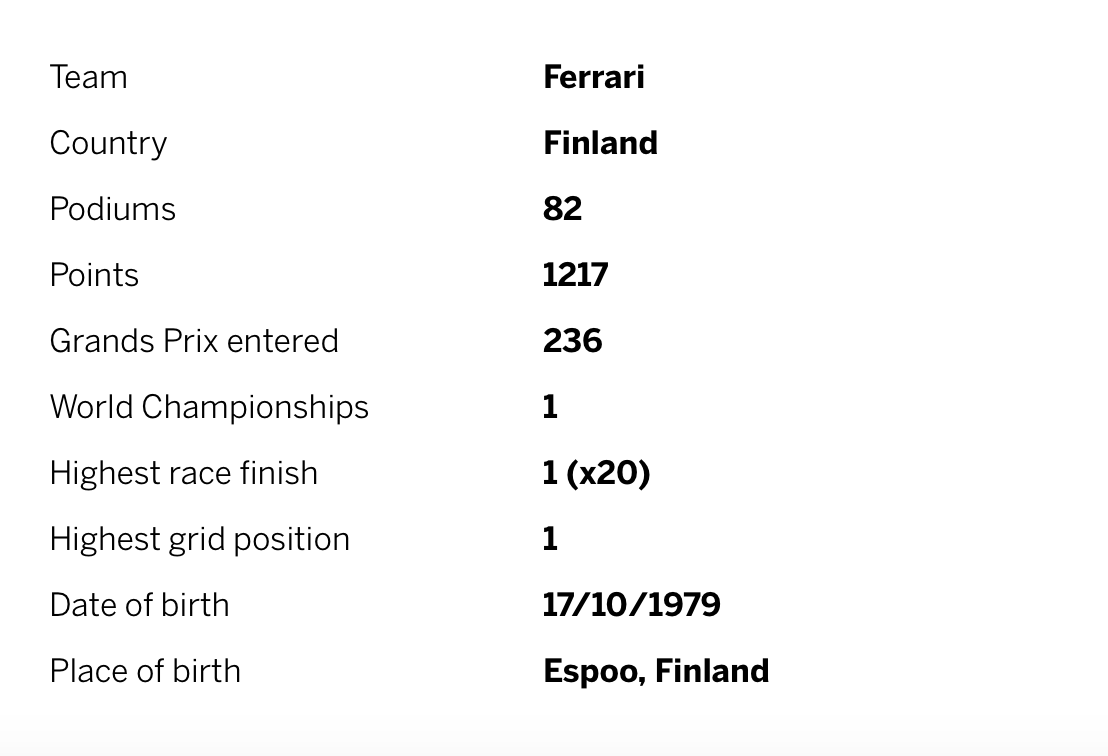 Team Ferrari
Country Finland
Podiums 82
Points 1217
Grands Prix entered 236
World Championships 1
Highest race finish 1 (x20)
Highest grid position 1
Date of birth 17/10/1979
Place of birth Espoo, Finland